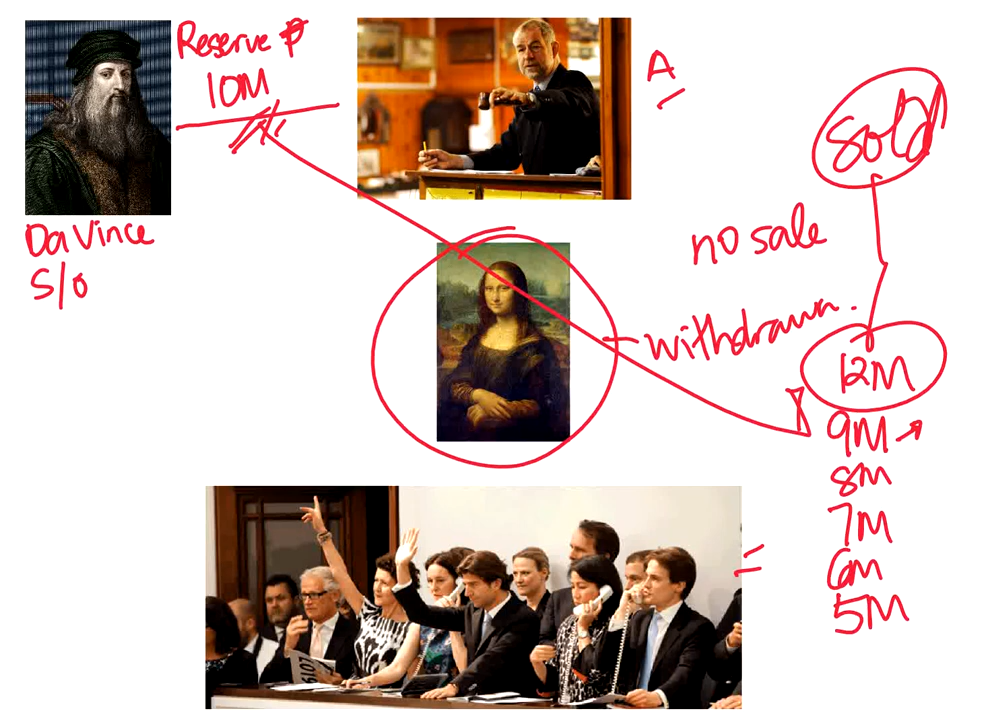 Reserve P
10M
A
Sold
Da Vince
S/o
no sale
withdrawn.
12M
9M
8M
7M
6M
5M